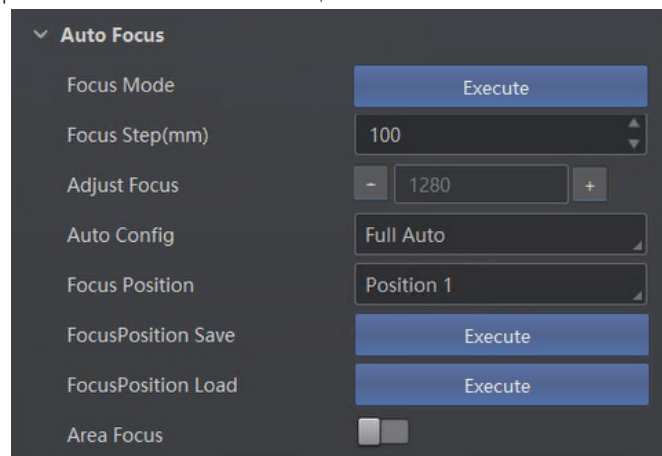 Auto Focus
Focus Mode Execute
Focus Step(mm) 100
Adjust Focus - 1280 +
Auto Config Full Auto
Focus Position Position 1
FocusPosition Save Execute
FocusPosition Load Execute
Area Focus